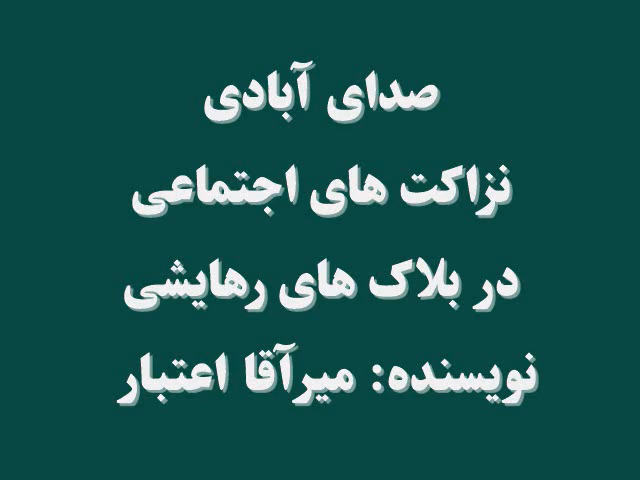 صدای آبادی
نزاکت های اجتماعی
در بلاک های رهایشی
نویسنده: میرآقا اعتبار